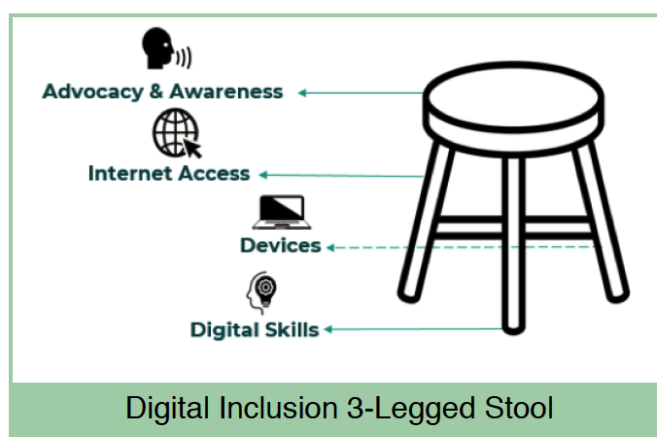 Advocacy & Awareness
Internet Access
Devices
Digital Skills
Digital Inclusion 3-Legged Stool